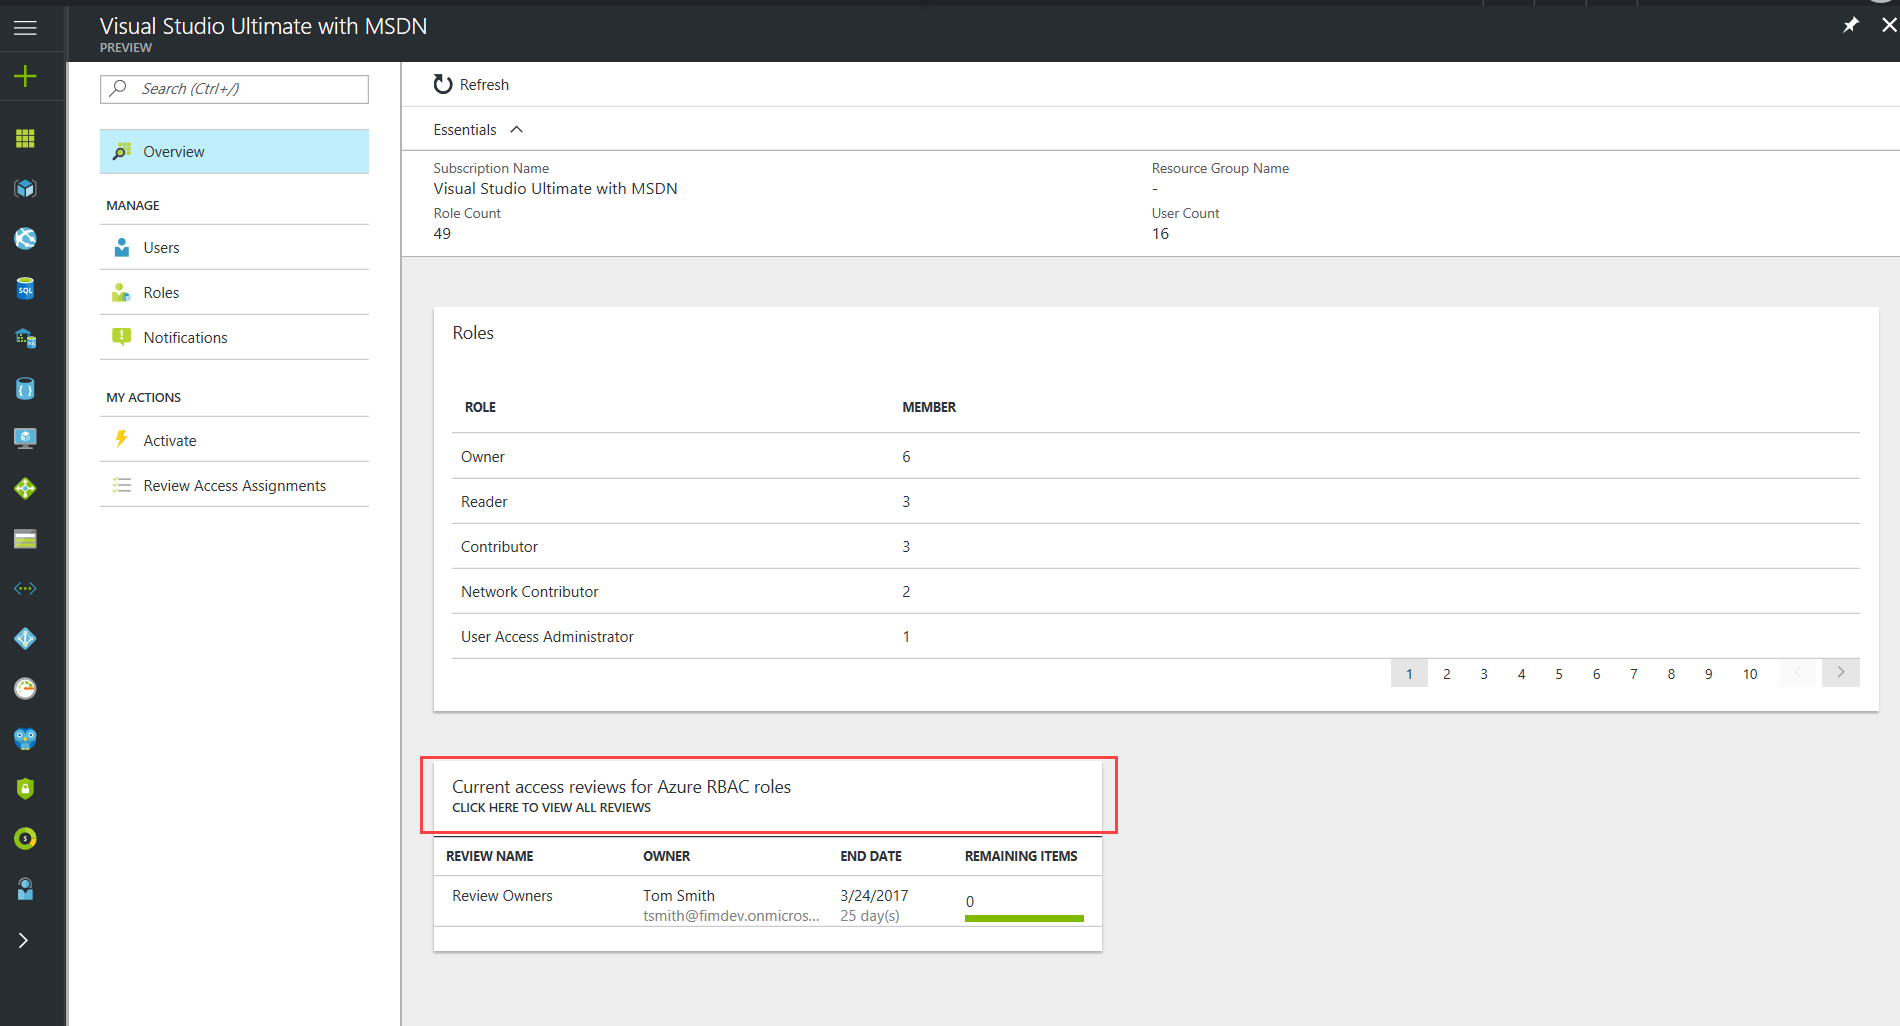 Visual Studio Ultimate with MSDN
PREVIEW
Search (Ctrl+/)
Overview
MANAGE
Users
Roles
Notifications
MY ACTIONS
Activate
Review Access Assignments
Refresh
Essentials
Subscription Name
Visual Studio Ultimate with MSDN
Role Count
49
Resource Group Name
-
User Count
16
Roles
ROLE MEMBER
Owner 6
Reader 3
Contributor 3
Network Contributor 2
User Access Administrator 1
1 2 3 4 5 6 7 8 9 10
Current access reviews for Azure RBAC roles
CLICK HERE TO VIEW ALL REVIEWS
REVIEW NAME OWNER END DATE REMAINING ITEMS
Review Owners Tom Smith 3/24/2017 0
tsmith@fimdev.onmicros... 25 day(s)
SQL